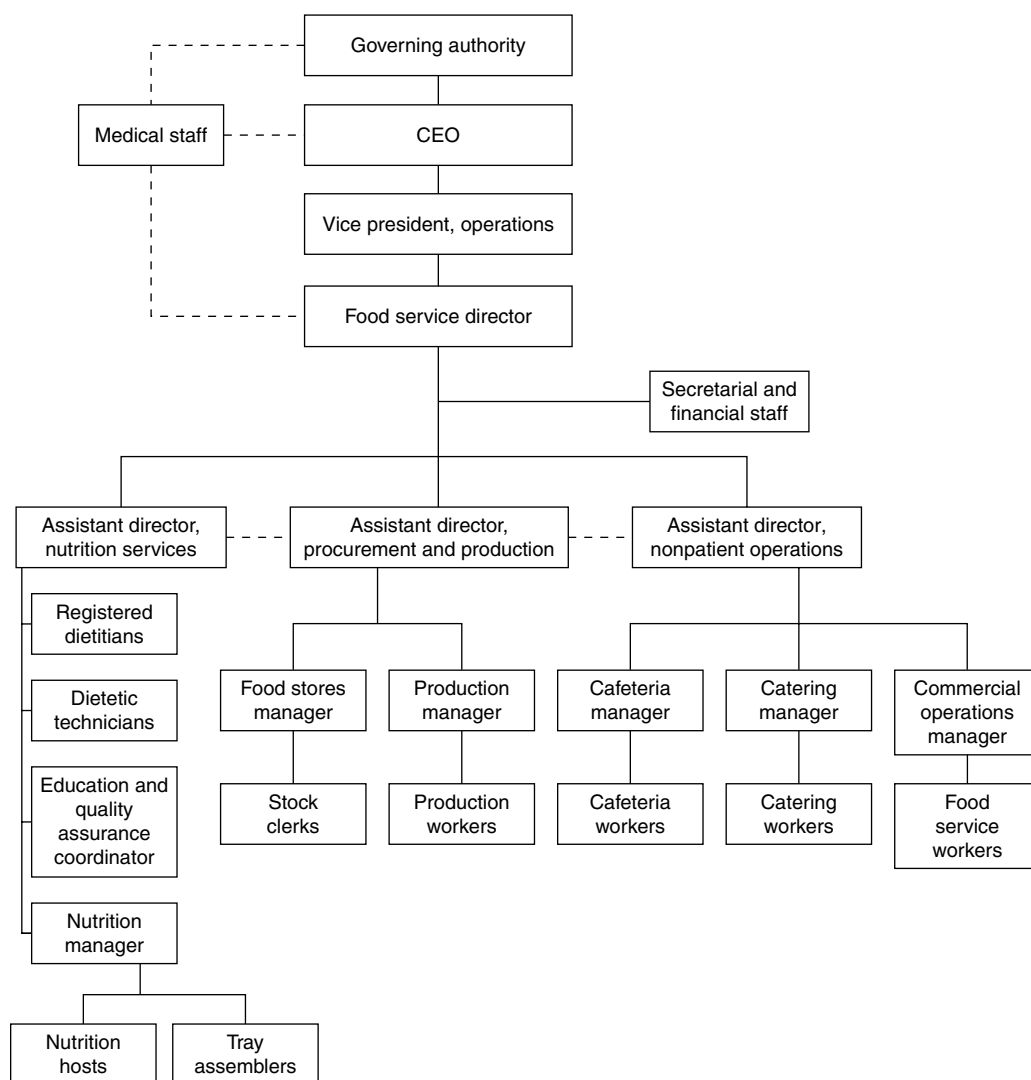 Governing authority
Medical staff
CEO
Vice president, operations
Food service director
Secretarial and
financial staff
Assistant director,
nutrition services
Assistant director,
procurement and production
Assistant director,
nonpatient operations
Registered
dietitians
Dietetic
technicians
Education and
quality
assurance
coordinator
Nutrition
manager
Nutrition
hosts
Tray
assemblers
Food stores
manager
Stock
clerks
Production
manager
Production
workers
Cafeteria
manager
Cafeteria
workers
Catering
manager
Catering
workers
Commercial
operations
manager
Food
service
workers